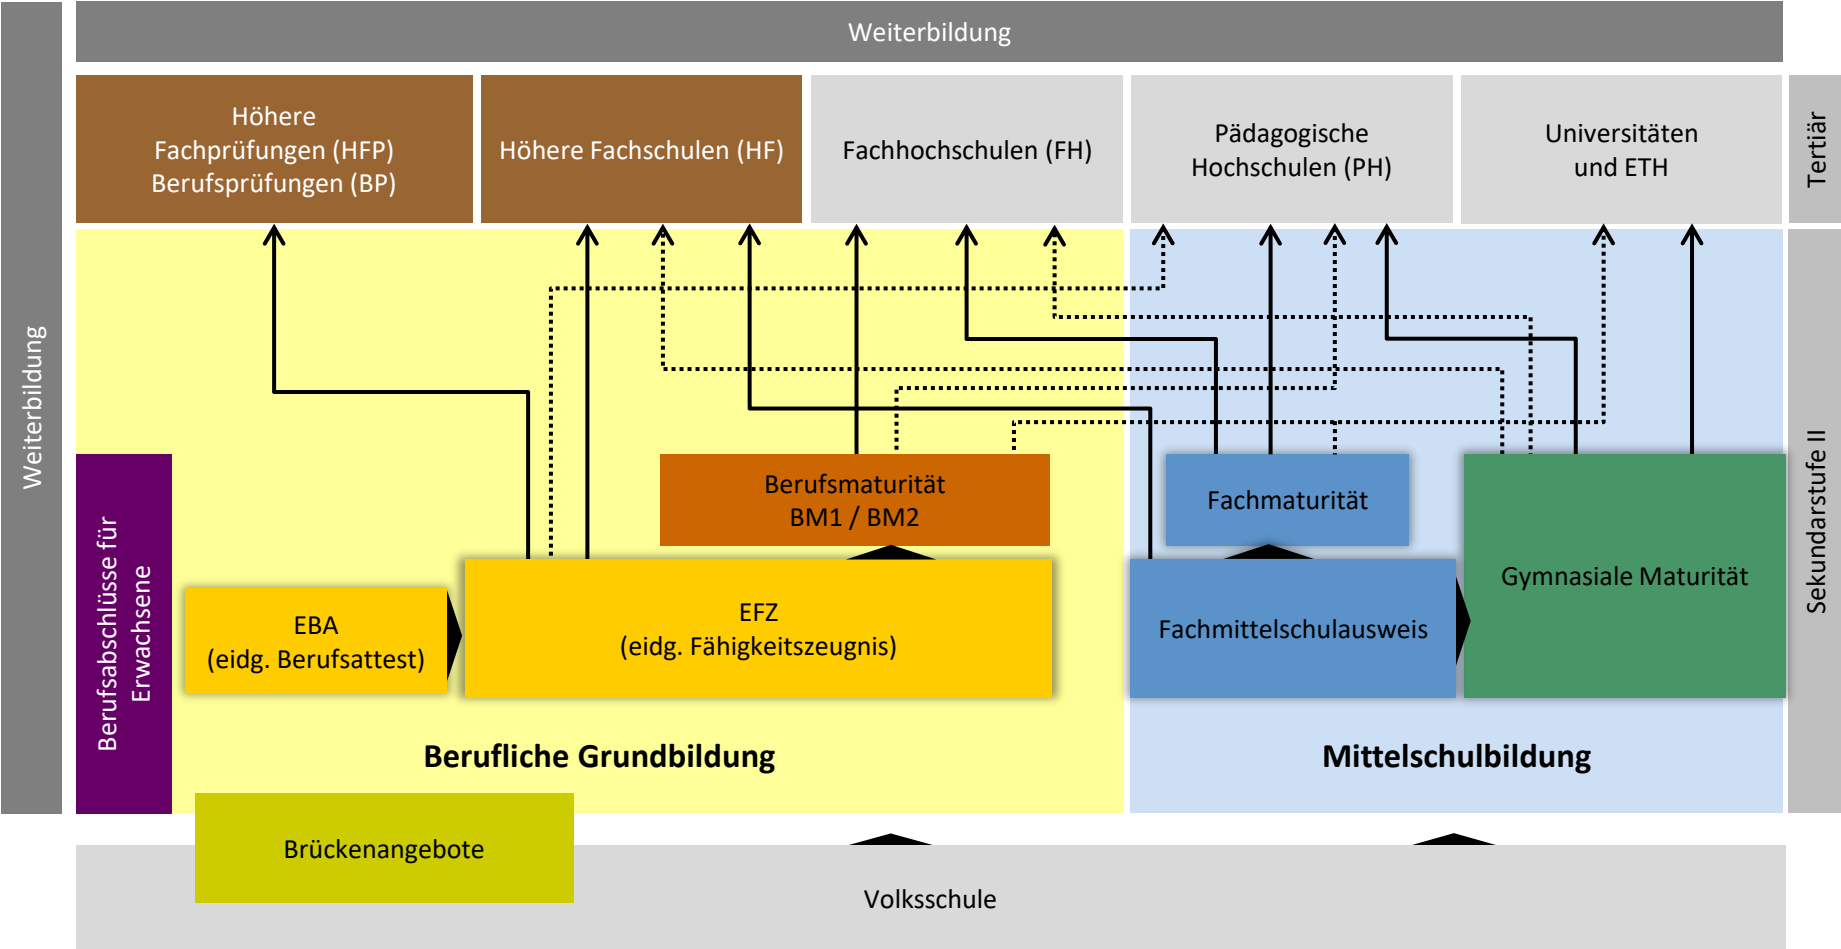 Weiterbildung
Höhere
Fachprüfungen (HFP)
Berufsprüfungen (BP)
Höhere Fachschulen (HF)
Fachhochschulen (FH)
Pädagogische
Hochschulen (PH)
Universitäten
und ETH
Tertiär
Weiterbildung
Sekundarstufe II
Berufsabschlüsse für
Erwachsene
Berufsmaturität
BM1 / BM2
Fachmaturität
Gymnasiale Maturität
EBA
(eidg. Berufsattest)
EFZ
(eidg. Fähigkeitszeugnis)
Fachmittelschulausweis
Berufliche Grundbildung
Mittelschulbildung
Brückenangebote
Volksschule